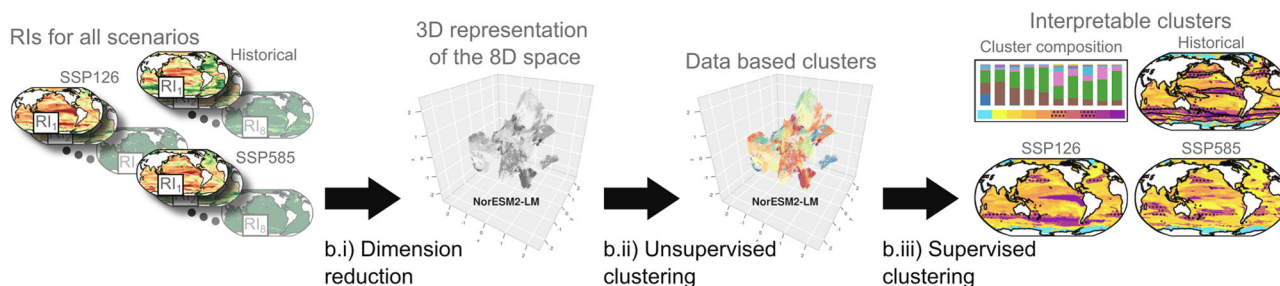 RIs for all scenarios
SSP126
Historical
RI1
RI1
RI8
SSP585
RI1
RI8
3D representation
of the 8D space
NorESM2-LM
b.i) Dimension
reduction
Data based clusters
NorESM2-LM
b.ii) Unsupervised
clustering
Interpretable clusters
Cluster composition
Historical
SSP126
SSP585
b.iii) Supervised
clustering